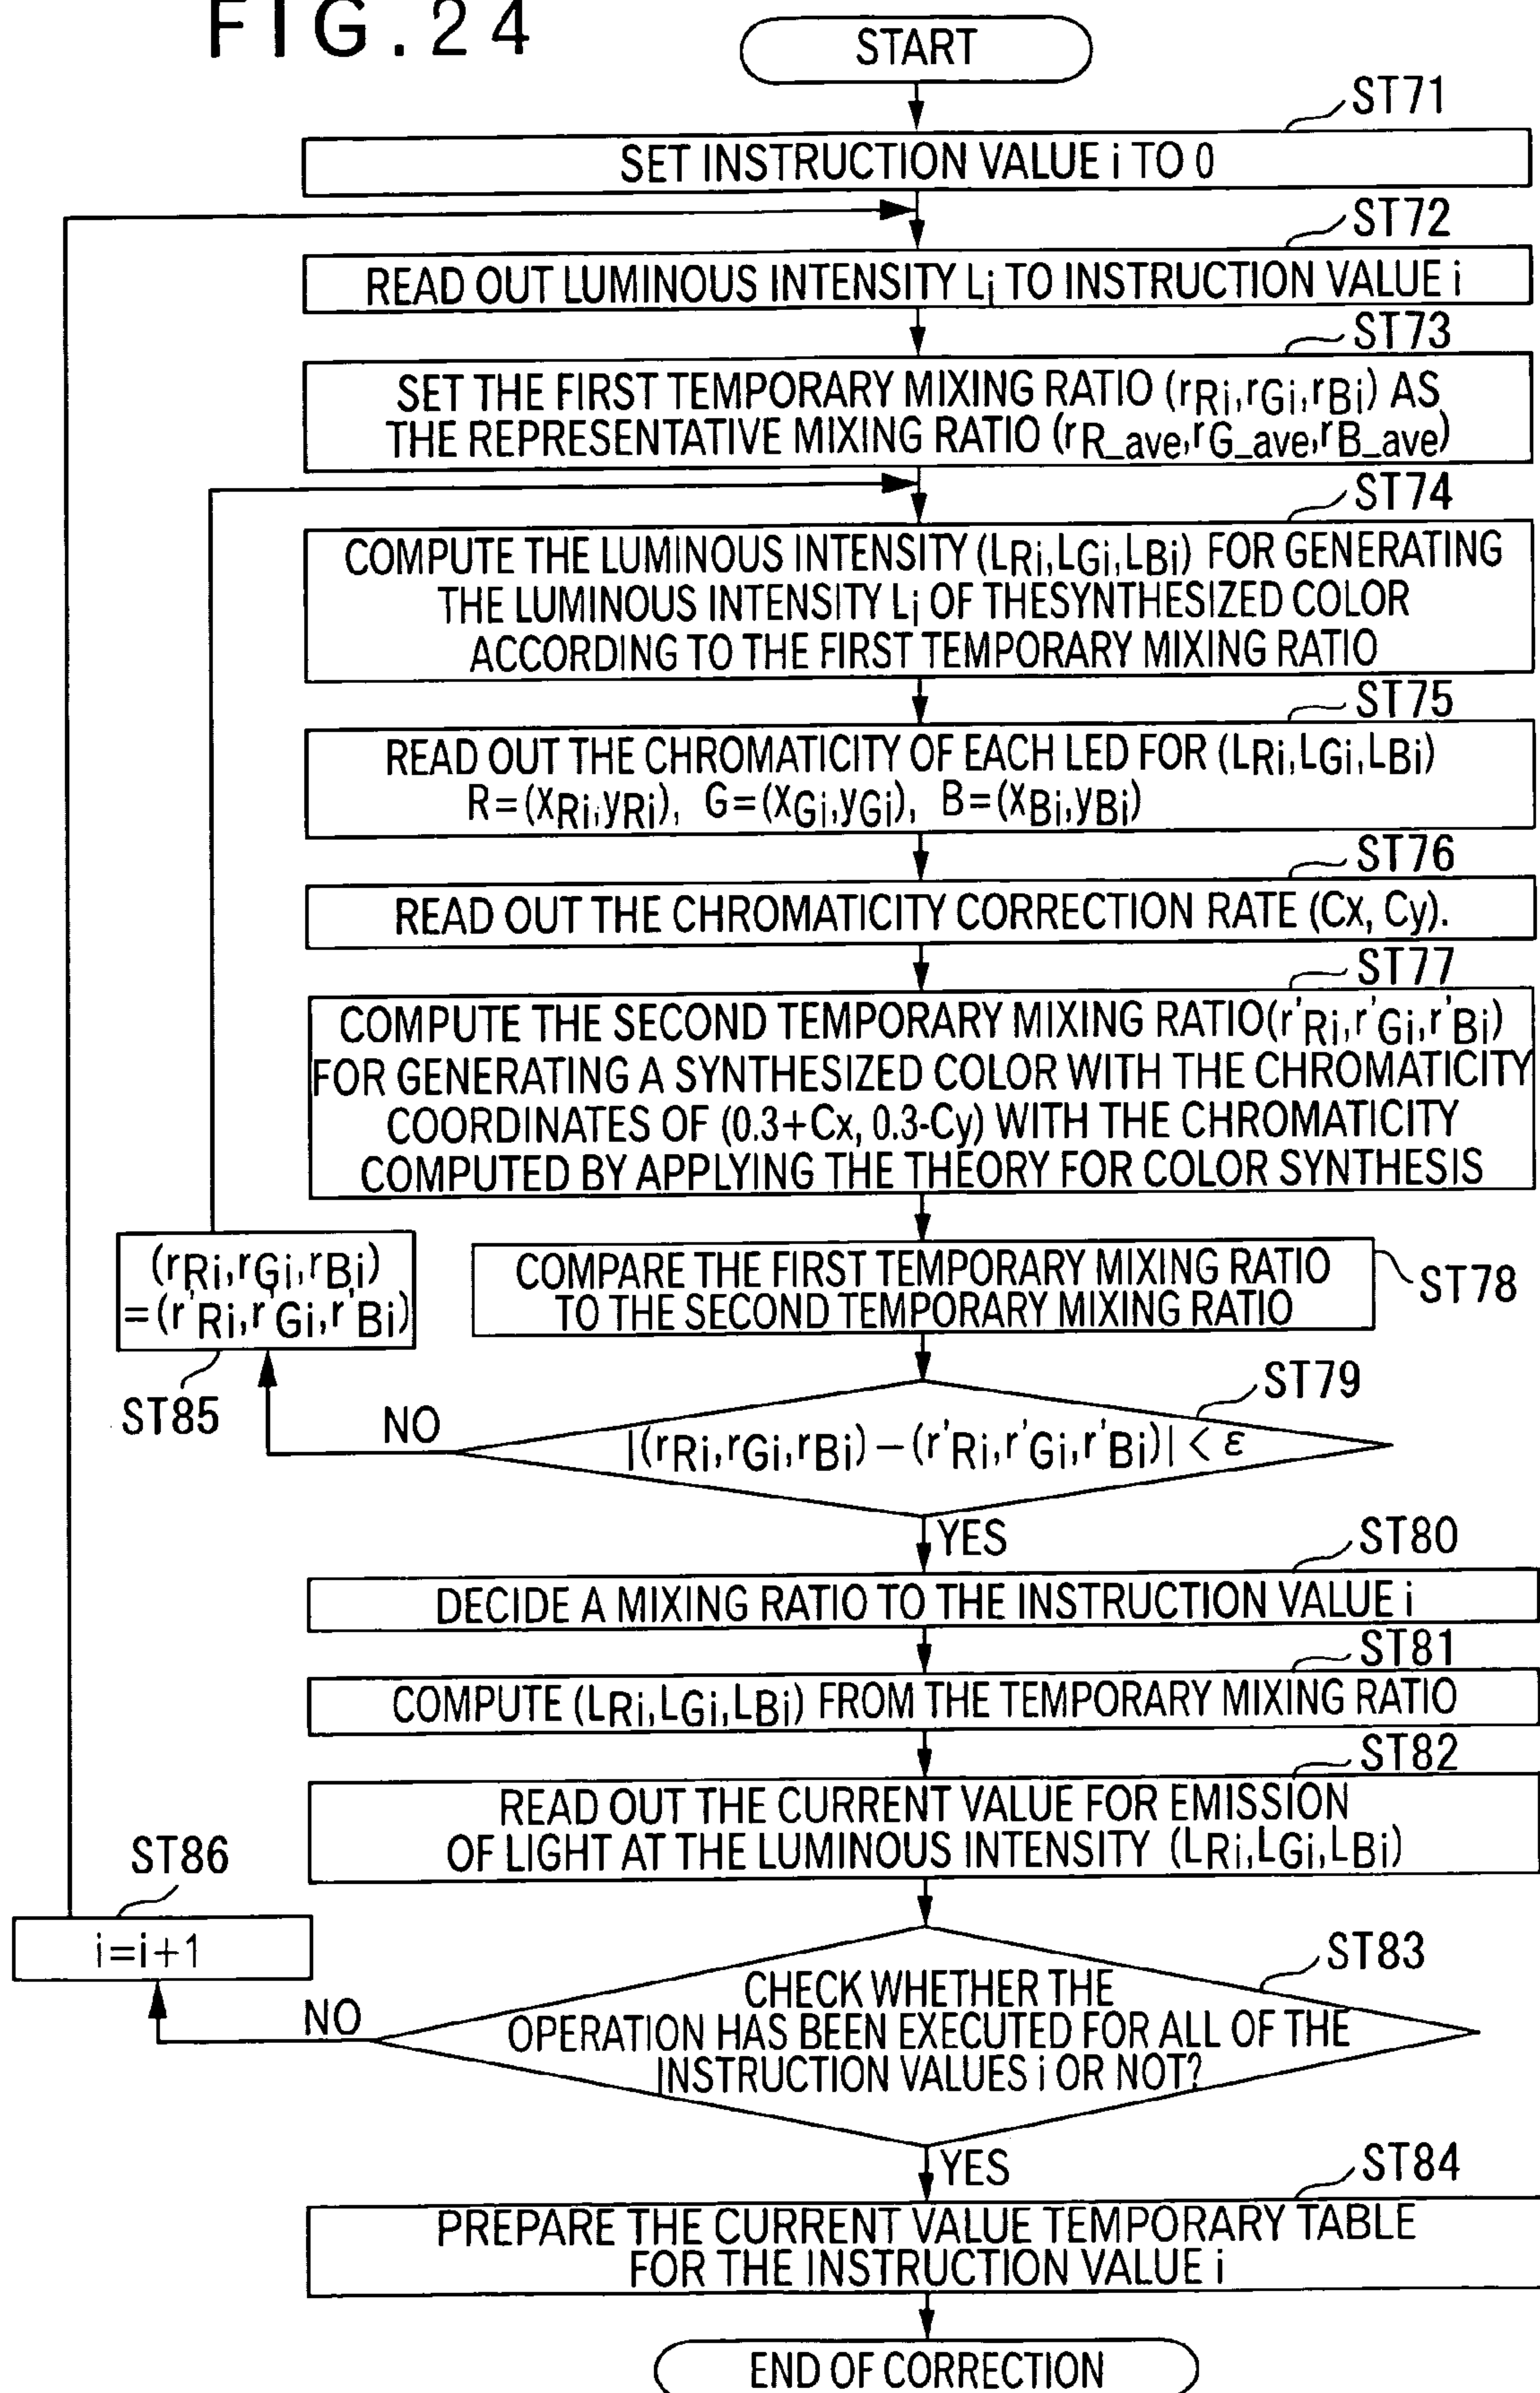 FIG.24
START
ST71
SET INSTRUCTION VALUE i TO 0
ST72
READ OUT LUMINOUS INTENSITY Li TO INSTRUCTION VALUE i
ST73
SET THE FIRST TEMPORARY MIXING RATIO (rRi,rGi,rBi) AS
THE REPRESENTATIVE MIXING RATIO (rR_ave,rG_ave,rB_ave)
ST74
COMPUTE THE LUMINOUS INTENSITY (LRi,LGi,LBi) FOR GENERATING
THE LUMINOUS INTENSITY Li OF THESYNTHESIZED COLOR
ACCORDING TO THE FIRST TEMPORARY MIXING RATIO
ST75
READ OUT THE CHROMATICITY OF EACH LED FOR (LRi,LGi,LBi)
R=(xRi,yRi), G=(xGi,yGi), B=(xBi,yBi)
ST76
READ OUT THE CHROMATICITY CORRECTION RATE (Cx, Cy).
ST77
COMPUTE THE SECOND TEMPORARY MIXING RATIO(r'Ri,r'Gi,r'Bi)
FOR GENERATING A SYNTHESIZED COLOR WITH THE CHROMATICITY
COORDINATES OF (0.3+Cx, 0.3-Cy) WITH THE CHROMATICITY
COMPUTED BY APPLYING THE THEORY FOR COLOR SYNTHESIS
(rRi,rGi,rBi)
=(r'Ri,r'Gi,r'Bi)
ST85
COMPARE THE FIRST TEMPORARY MIXING RATIO
TO THE SECOND TEMPORARY MIXING RATIO
ST78
ST79
NO
|(rRi,rGi,rBi)-(r'Ri,r'Gi,r'Bi)| < ε
YES
ST80
DECIDE A MIXING RATIO TO THE INSTRUCTION VALUE i
ST81
COMPUTE (LRi,LGi,LBi) FROM THE TEMPORARY MIXING RATIO
ST82
READ OUT THE CURRENT VALUE FOR EMISSION
OF LIGHT AT THE LUMINOUS INTENSITY (LRi,LGi,LBi)
ST86
i=i+1
ST83
NO
CHECK WHETHER THE
OPERATION HAS BEEN EXECUTED FOR ALL OF THE
INSTRUCTION VALUES i OR NOT?
YES
ST84
PREPARE THE CURRENT VALUE TEMPORARY TABLE
FOR THE INSTRUCTION VALUE i
END OF CORRECTION